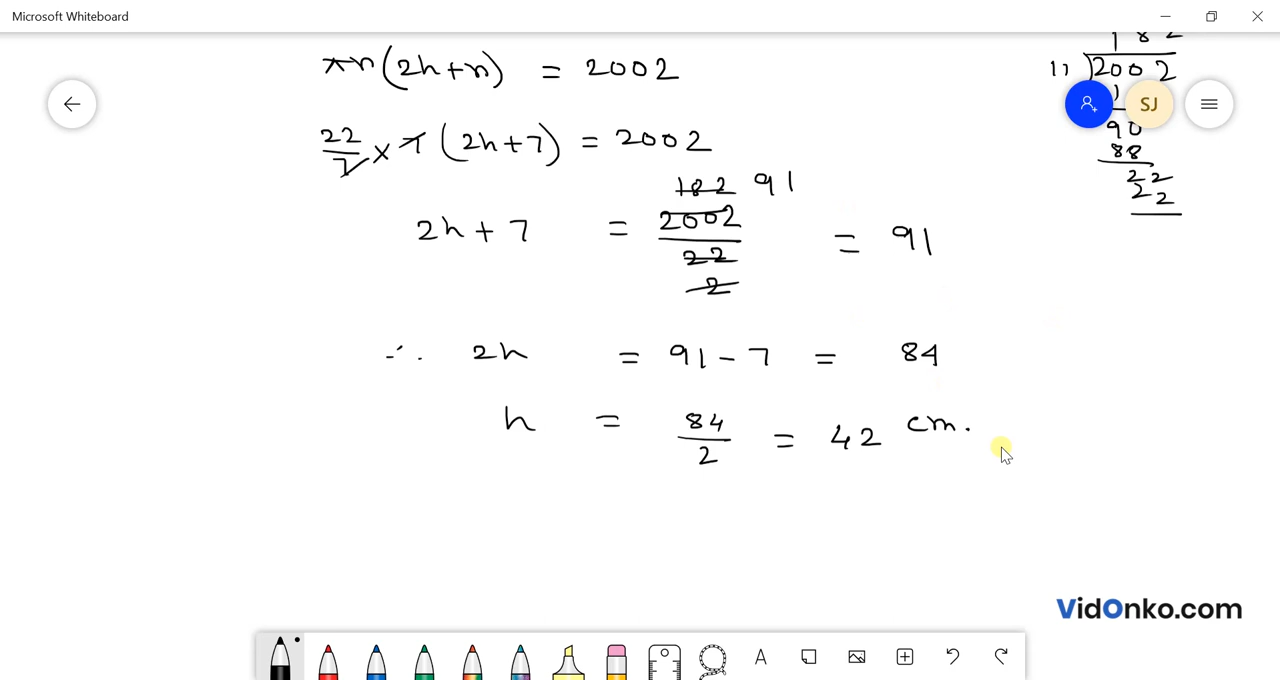 Microsoft Whiteboard
πr(2h+r) = 2002
22/7 × 7 (2h+7) = 2002
2h + 7 = 2002/22 = 91
182 91
2
∴ 2h = 91 - 7 = 84
h = 84/2 = 42 cm.
182
11)2002
1
90
88
22
22
SJ
VidOnko.com
A